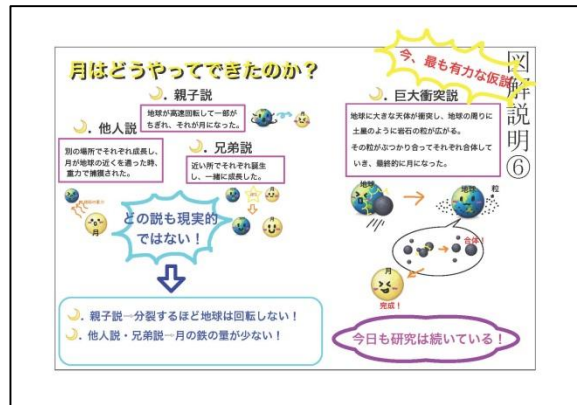 月はどうやってできたのか？
親子説
地球が高速回転して一部が
ちぎれ、それが月になった。
他人説
別の場所でそれぞれ成長し、
月が地球の近くを通った時、
重力で捕獲された。
兄弟説
近い所でそれぞれ誕生
し、一緒に成長した。
月
どの説も現実的
ではない！
親子説→分裂するほど地球は回転しない！
他人説・兄弟説→月の鉄の量が少ない！
今、最も有力な仮説
図解説明⑥
巨大衝突説
地球に大きな天体が衝突し、地球の周りに
土星のように岩石の粒が広がる。
その粒がぶつかり合ってそれぞれ合体して
いき、最終的に月になった。
地球
地球
粒
合体！
月
完成！
今日も研究は続いている！